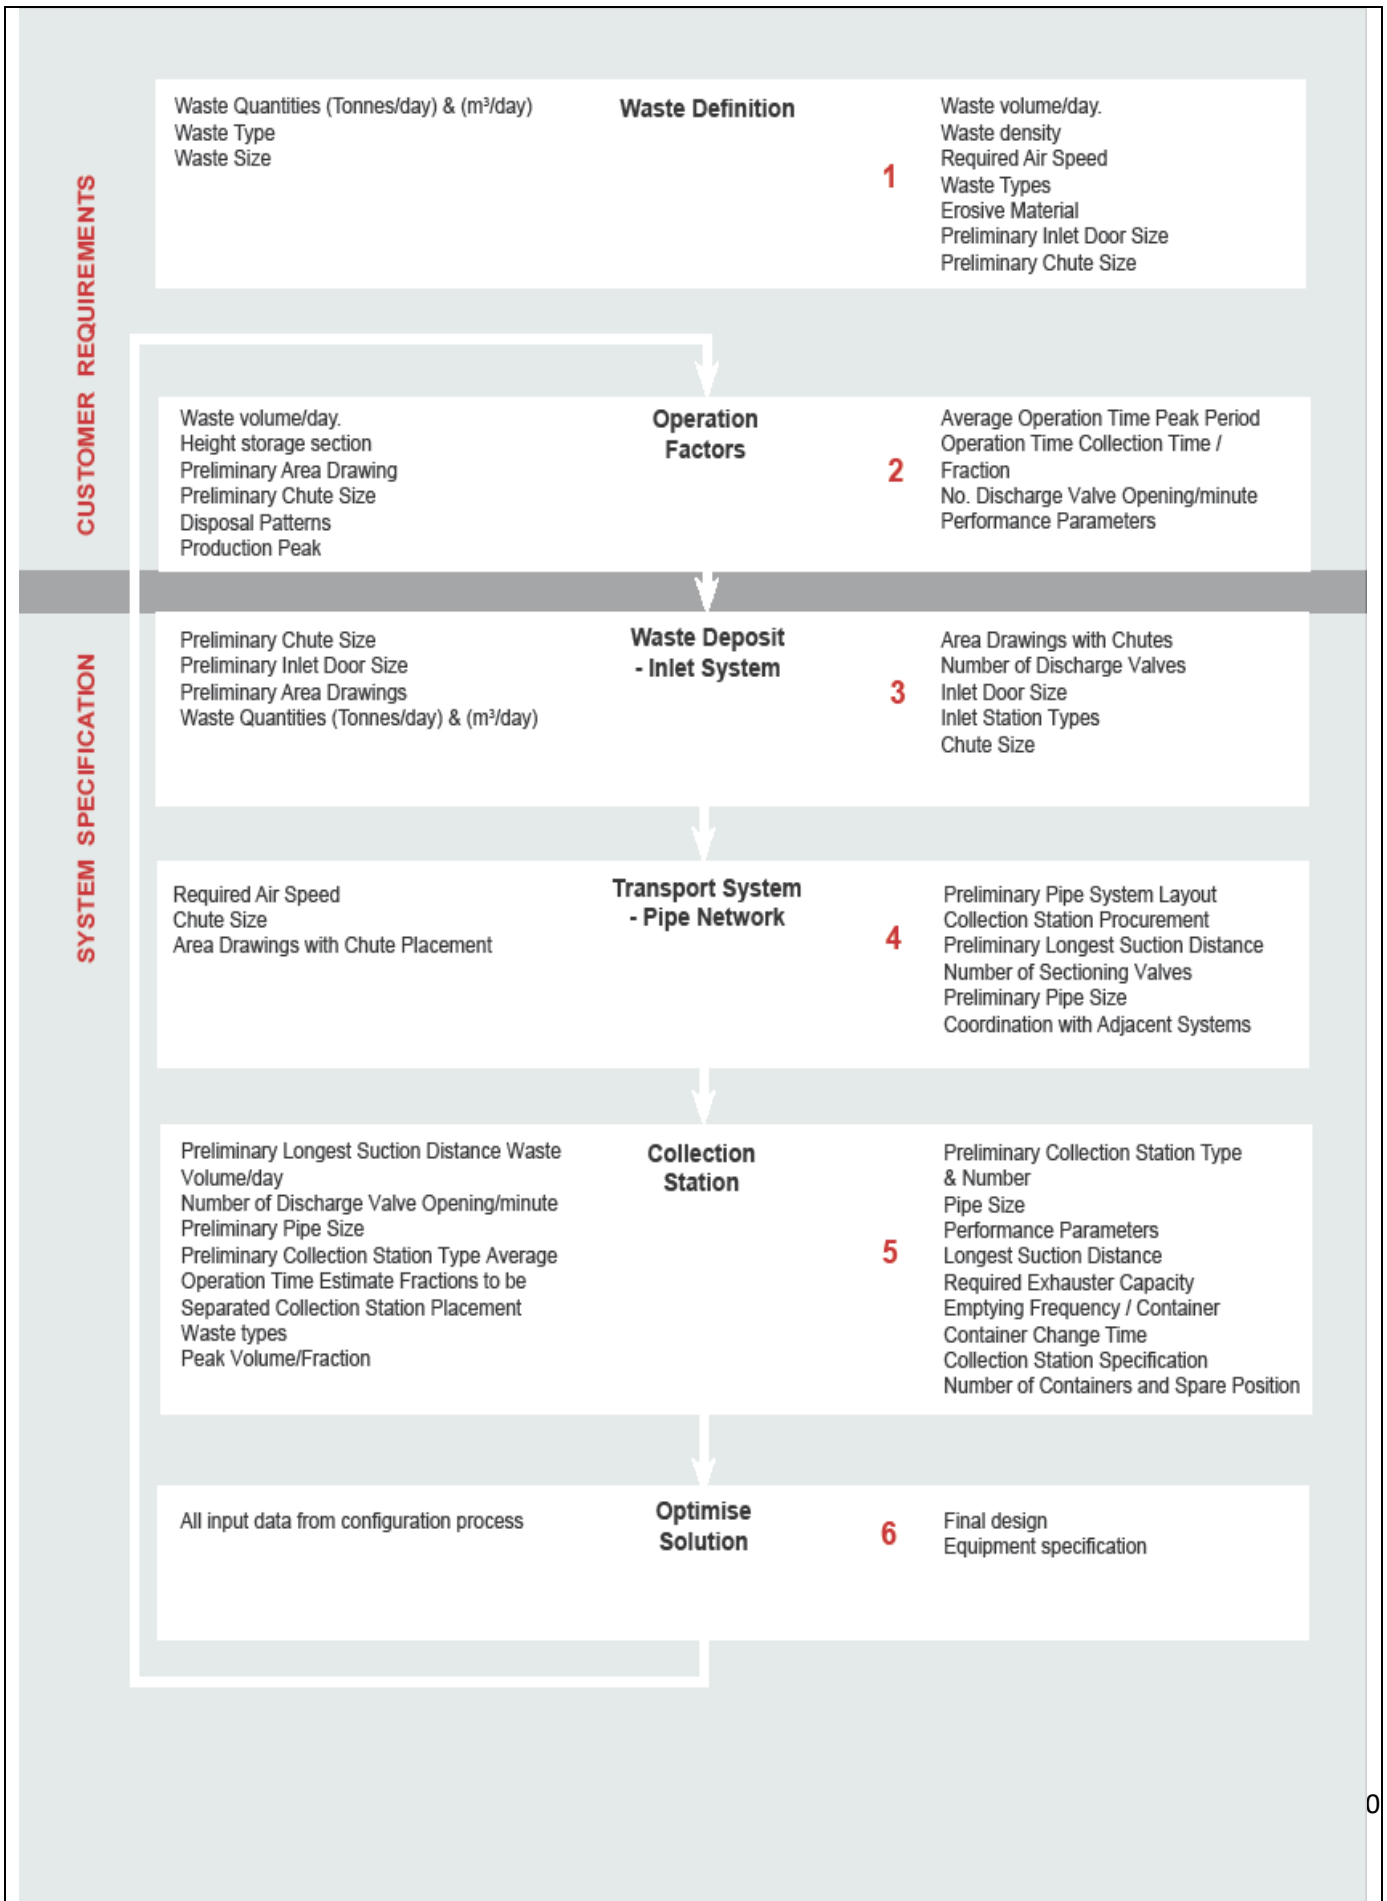 CUSTOMER REQUIREMENTS
Waste Quantities (Tonnes/day) & (m³/day)
Waste Type
Waste Size
Waste Definition
1
Waste volume/day.
Waste density
Required Air Speed
Waste Types
Erosive Material
Preliminary Inlet Door Size
Preliminary Chute Size
Waste volume/day.
Height storage section
Preliminary Area Drawing
Preliminary Chute Size
Disposal Patterns
Production Peak
Operation
Factors
2
Average Operation Time Peak Period
Operation Time Collection Time /
Fraction
No. Discharge Valve Opening/minute
Performance Parameters
SYSTEM SPECIFICATION
Preliminary Chute Size
Preliminary Inlet Door Size
Preliminary Area Drawings
Waste Quantities (Tonnes/day) & (m³/day)
Waste Deposit
- Inlet System
3
Area Drawings with Chutes
Number of Discharge Valves
Inlet Door Size
Inlet Station Types
Chute Size
Required Air Speed
Chute Size
Area Drawings with Chute Placement
Transport System
- Pipe Network
4
Preliminary Pipe System Layout
Collection Station Procurement
Preliminary Longest Suction Distance
Number of Sectioning Valves
Preliminary Pipe Size
Coordination with Adjacent Systems
Preliminary Longest Suction Distance Waste
Volume/day
Number of Discharge Valve Opening/minute
Preliminary Pipe Size
Preliminary Collection Station Type Average
Operation Time Estimate Fractions to be
Separated Collection Station Placement
Waste types
Peak Volume/Fraction
Collection
Station
5
Preliminary Collection Station Type
& Number
Pipe Size
Performance Parameters
Longest Suction Distance
Required Exhauster Capacity
Emptying Frequency / Container
Container Change Time
Collection Station Specification
Number of Containers and Spare Position
All input data from configuration process
Optimise
Solution
6
Final design
Equipment specification
0